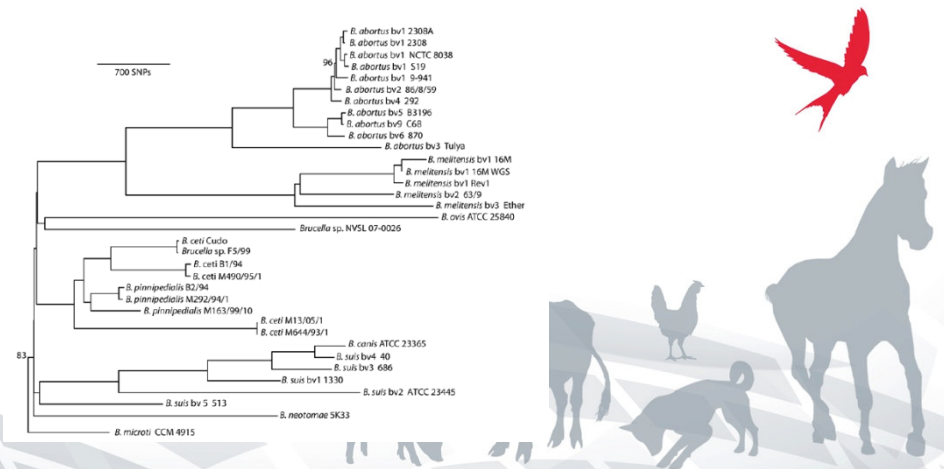 B. abortus bv1 2308A
B. abortus bv1 2308
B. abortus bv1 NCTC 8038
B. abortus bv1 S19
96
B. abortus bv1 9-941
B. abortus bv2 86/8/59
B. abortus bv4 292
B. abortus bv5 B3196
B. abortus bv9 C68
B. abortus bv6 870
B. abortus bv3 Tulya
700 SNPs
B. melitensis bv1 16M
B. melitensis bv1 16M WGS
B. melitensis bv1 Rev1
B. melitensis bv2 63/9
B. melitensis bv3 Ether
B. ovis ATCC 25840
Brucella sp. NVSL 07-0026
B. ceti Cudo
Brucella sp. F5/99
B. ceti B1/94
B. ceti M490/95/1
B. pinnipedialis B2/94
B. pinnipedialis M292/94/1
B. pinnipedialis M163/99/10
B. ceti M13/05/1
B. ceti M644/93/1
83
B. canis ATCC 23365
B. suis bv4 40
B. suis bv3 686
B. suis bv1 1330
B. suis bv2 ATCC 23445
B. suis bv 5 513
B. neotomae 5K33
B. microti CCM 4915